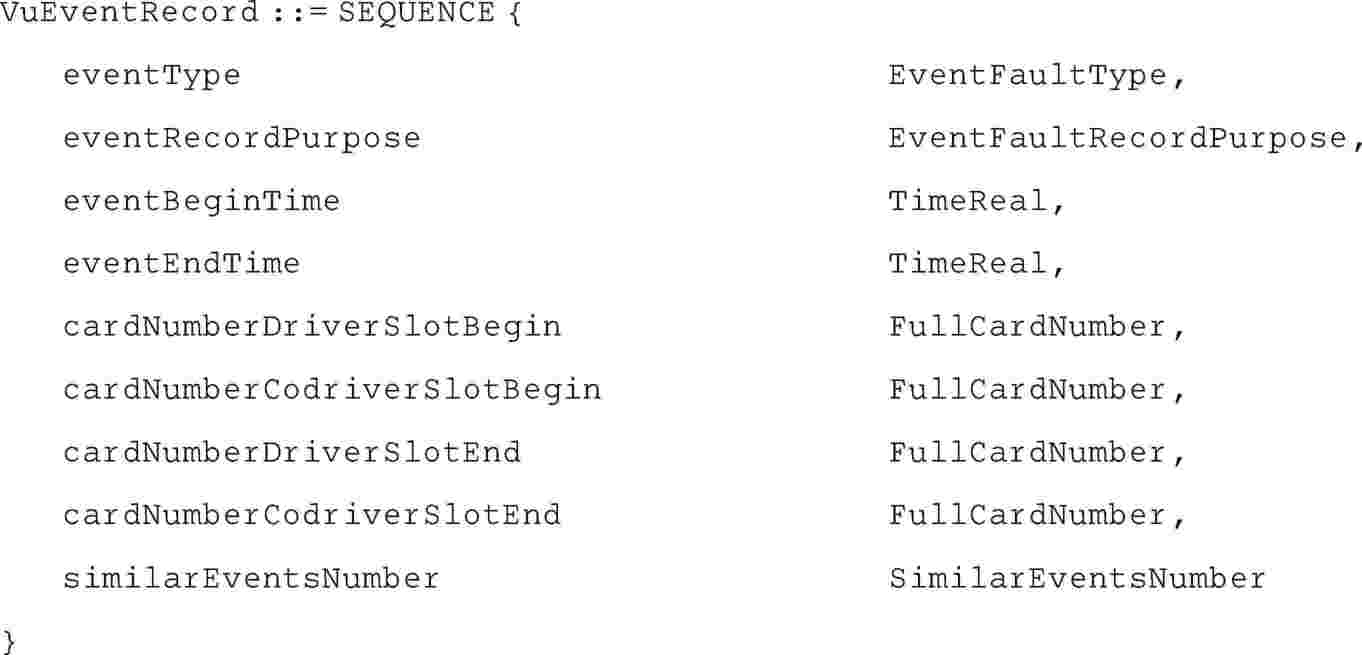 VuEventRecord ::= SEQUENCE {
eventType EventFaultType,
eventRecordPurpose EventFaultRecordPurpose,
eventBeginTime TimeReal,
eventEndTime TimeReal,
cardNumberDriverSlotBegin FullCardNumber,
cardNumberCodriverSlotBegin FullCardNumber,
cardNumberDriverSlotEnd FullCardNumber,
cardNumberCodriverSlotEnd FullCardNumber,
similarEventsNumber SimilarEventsNumber
}